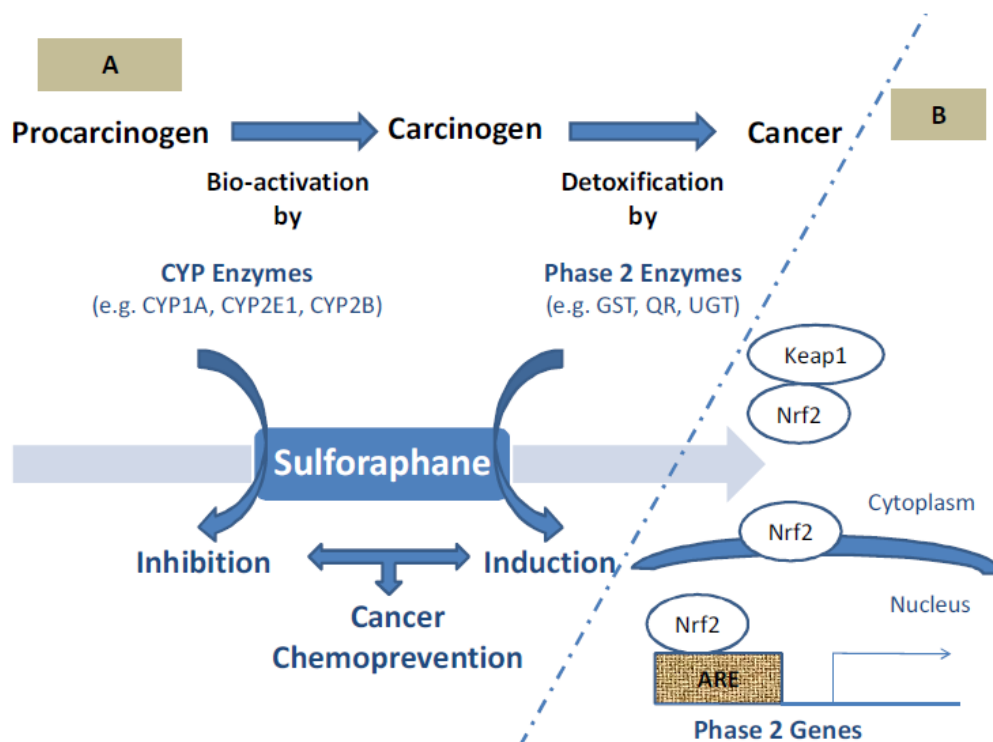 A
Procarcinogen
Carcinogen
Cancer
Bio-activation
by
Detoxification
by
CYP Enzymes
(e.g. CYP1A, CYP2E1, CYP2B)
Phase 2 Enzymes
(e.g. GST, QR, UGT)
Sulforaphane
Inhibition
Induction
Cancer
Chemoprevention
B
Keap1
Nrf2
Cytoplasm
Nrf2
Nucleus
Nrf2
ARE
Phase 2 Genes